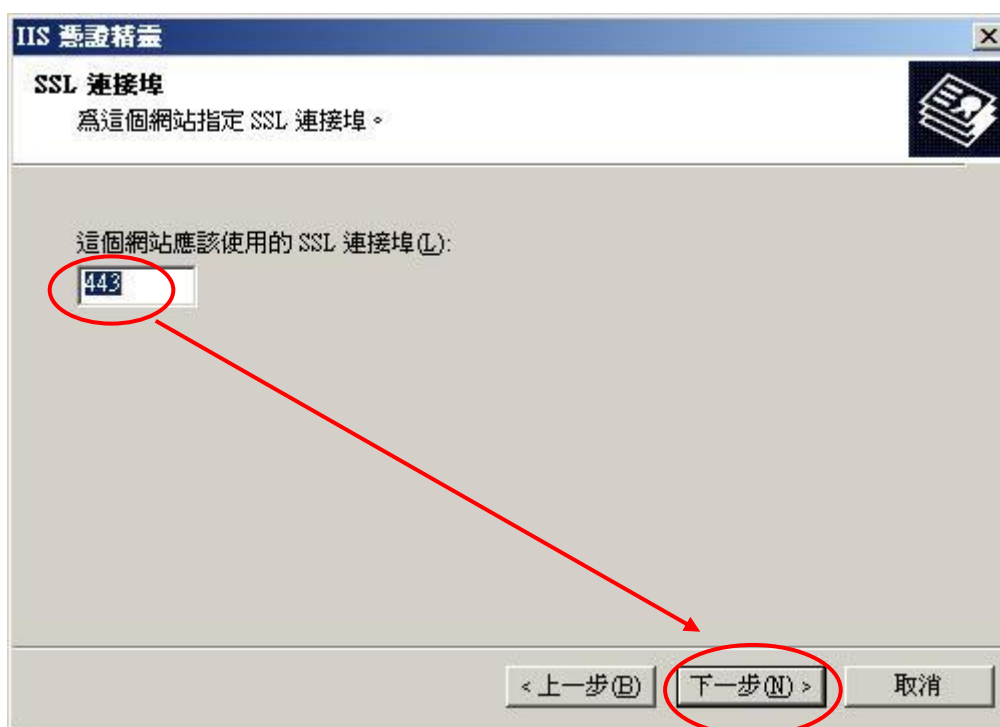 IIS 憑證精靈
SSL 連接埠
為這個網站指定 SSL 連接埠。
這個網站應該使用的 SSL 連接埠(L):
443
<上一步(B) 下一步(N)> 取消